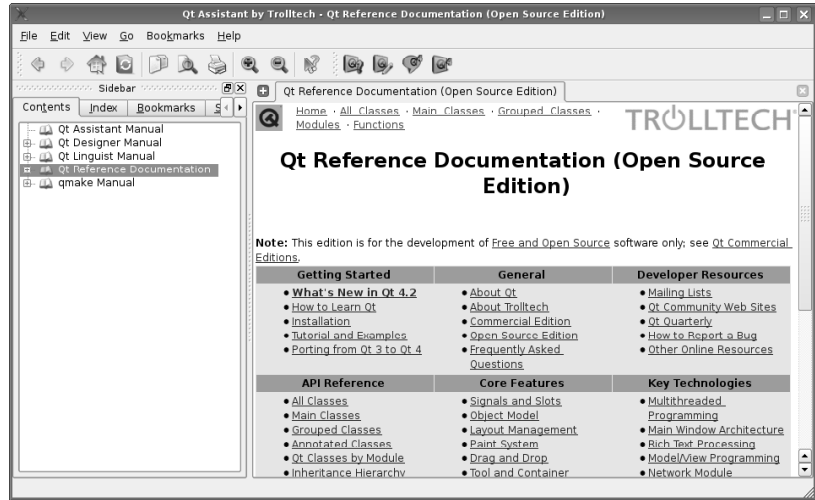 Qt Assistant by Trolltech - Qt Reference Documentation (Open Source Edition)
File Edit View Go Bookmarks Help
Sidebar
Contents Index Bookmarks S
Qt Assistant Manual
Qt Designer Manual
Qt Linguist Manual
Qt Reference Documentation
qmake Manual
Qt Reference Documentation (Open Source Edition)
Home · All Classes · Main Classes · Grouped Classes ·
Modules · Functions
TROLLTECH
Qt Reference Documentation (Open Source
Edition)
Note: This edition is for the development of Free and Open Source software only; see Qt Commercial
Editions.
Getting Started
What's New in Qt 4.2
How to Learn Qt
Installation
Tutorial and Examples
Porting from Qt 3 to Qt 4
General
About Qt
About Trolltech
Commercial Edition
Open Source Edition
Frequently Asked
Questions
Developer Resources
Mailing Lists
Qt Community Web Sites
Qt Quarterly
How to Report a Bug
Other Online Resources
API Reference
All Classes
Main Classes
Grouped Classes
Annotated Classes
Qt Classes by Module
Inheritance Hierarchy
Core Features
Signals and Slots
Object Model
Layout Management
Paint System
Drag and Drop
Tool and Container
Key Technologies
Multithreaded
Programming
Main Window Architecture
Rich Text Processing
Model/View Programming
Network Module